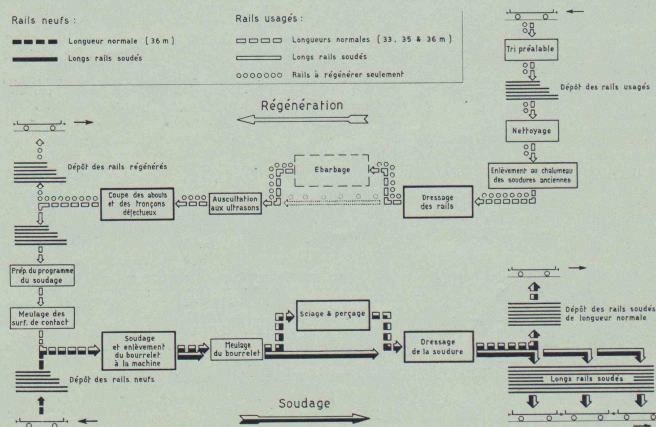 Rails neufs :
Longueur normale (36 m)
Longs rails soudés
Rails usagés :
Longueurs normales (33, 35 & 36 m)
Longs rails soudés
Rails à régénérer seulement
Régénération
Tri préalable
Dépôt des rails usagés
Nettoyage
Enlèvement au chalumeau
des soudures anciennes
Dressage
des rails
Ebarbage
Auscultation
aux ultrasons
Coupe des abouts
et des tronçons
défectueux
Dépôt des rails régénérés
Prép. du programme
du soudage
Meulage des
surf. de contact
Dépôt des rails neufs
Soudage
et enlèvement
du bourrelet
à la machine
Meulage
du bourrelet
Sciage & perçage
Dressage
de la soudure
Dépôt des rails soudés
de longueur normale
Longs rails soudés
Soudage